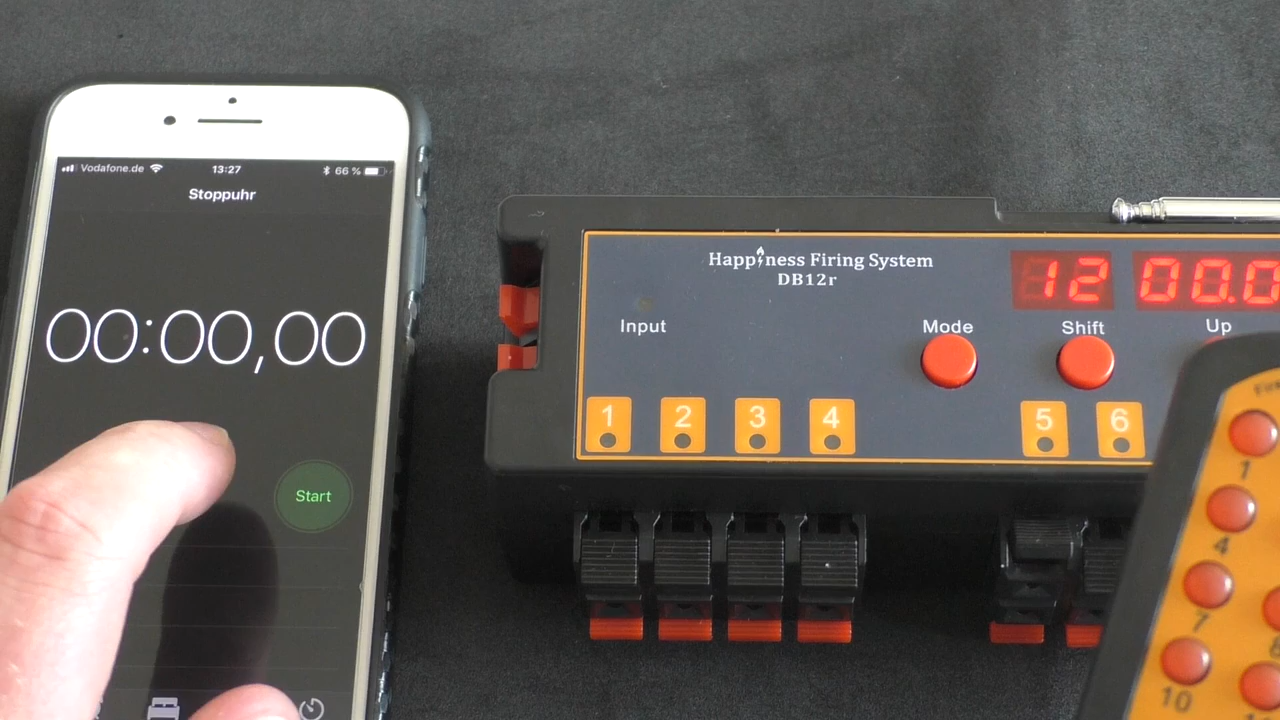 Vodafone.de 13:27 66 %
Stoppuhr
00:00,00
Start
Happiness Firing System
DB12r
12 00.0
Input Mode Shift Up
1 2 3 4 5 6
1
4
7
10